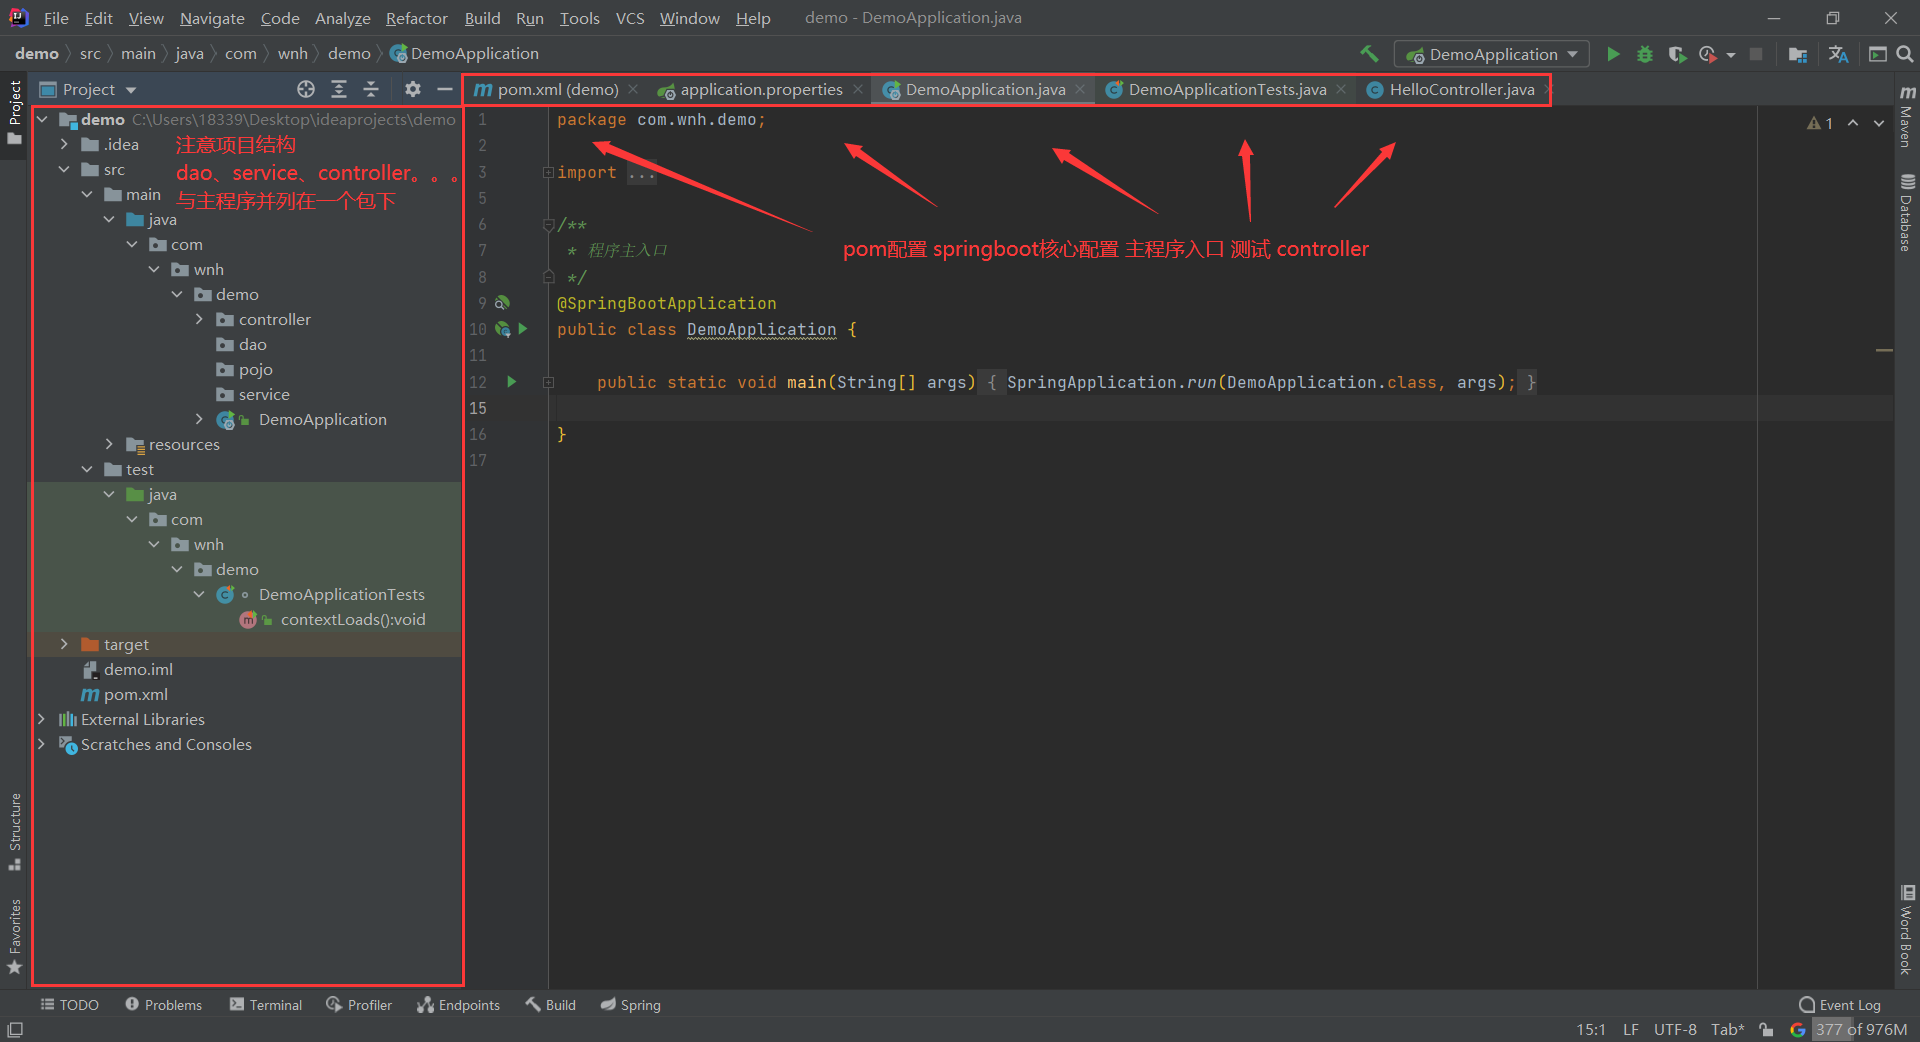 File Edit View Navigate Code Analyze Refactor Build Run Tools VCS Window Help demo - DemoApplication.java
demo src main java com wnh demo DemoApplication
DemoApplication
Project
pom.xml (demo) application.properties DemoApplication.java DemoApplicationTests.java HelloController.java
Project
demo C:\Users\18339\Desktop\ideaprojects\demo
.idea
src
main
java
com
wnh
demo
controller
dao
pojo
service
DemoApplication
resources
test
java
com
wnh
demo
DemoApplicationTests
contextLoads():void
target
demo.iml
pom.xml
External Libraries
Scratches and Consoles
注意项目结构
dao、service、controller。。。
与主程序并列在一个包下
1 package com.wnh.demo;
2
3 import ...
5
6 /**
7 * 程序主入口
8 */
9 @SpringBootApplication
10 public class DemoApplication {
11
12 public static void main(String[] args) { SpringApplication.run(DemoApplication.class, args); }
15
16 }
17
pom配置 springboot核心配置 主程序入口 测试 controller
1
Maven
Database
Word Book
Structure
Favorites
TODO Problems Terminal Profiler Endpoints Build Spring Event Log
15:1 LF UTF-8 Tab* 377 of 976M